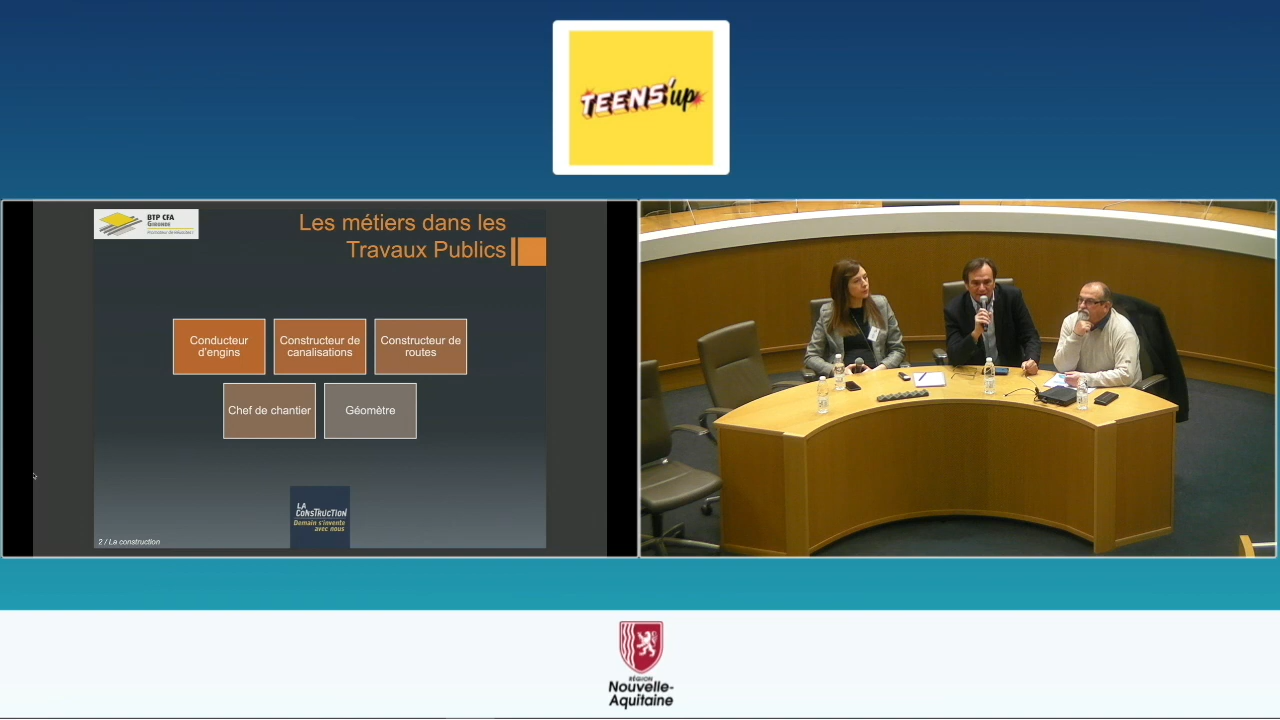 TEENS'up
BTP CFA
GIRONDE
Les métiers dans les
Travaux Publics
Conducteur
d'engins
Constructeur de
canalisations
Constructeur de
routes
Chef de chantier
Géomètre
LA
CONSTRUCTION
Demain s'invente
avec nous
2 / La construction
RÉGION
Nouvelle-
Aquitaine